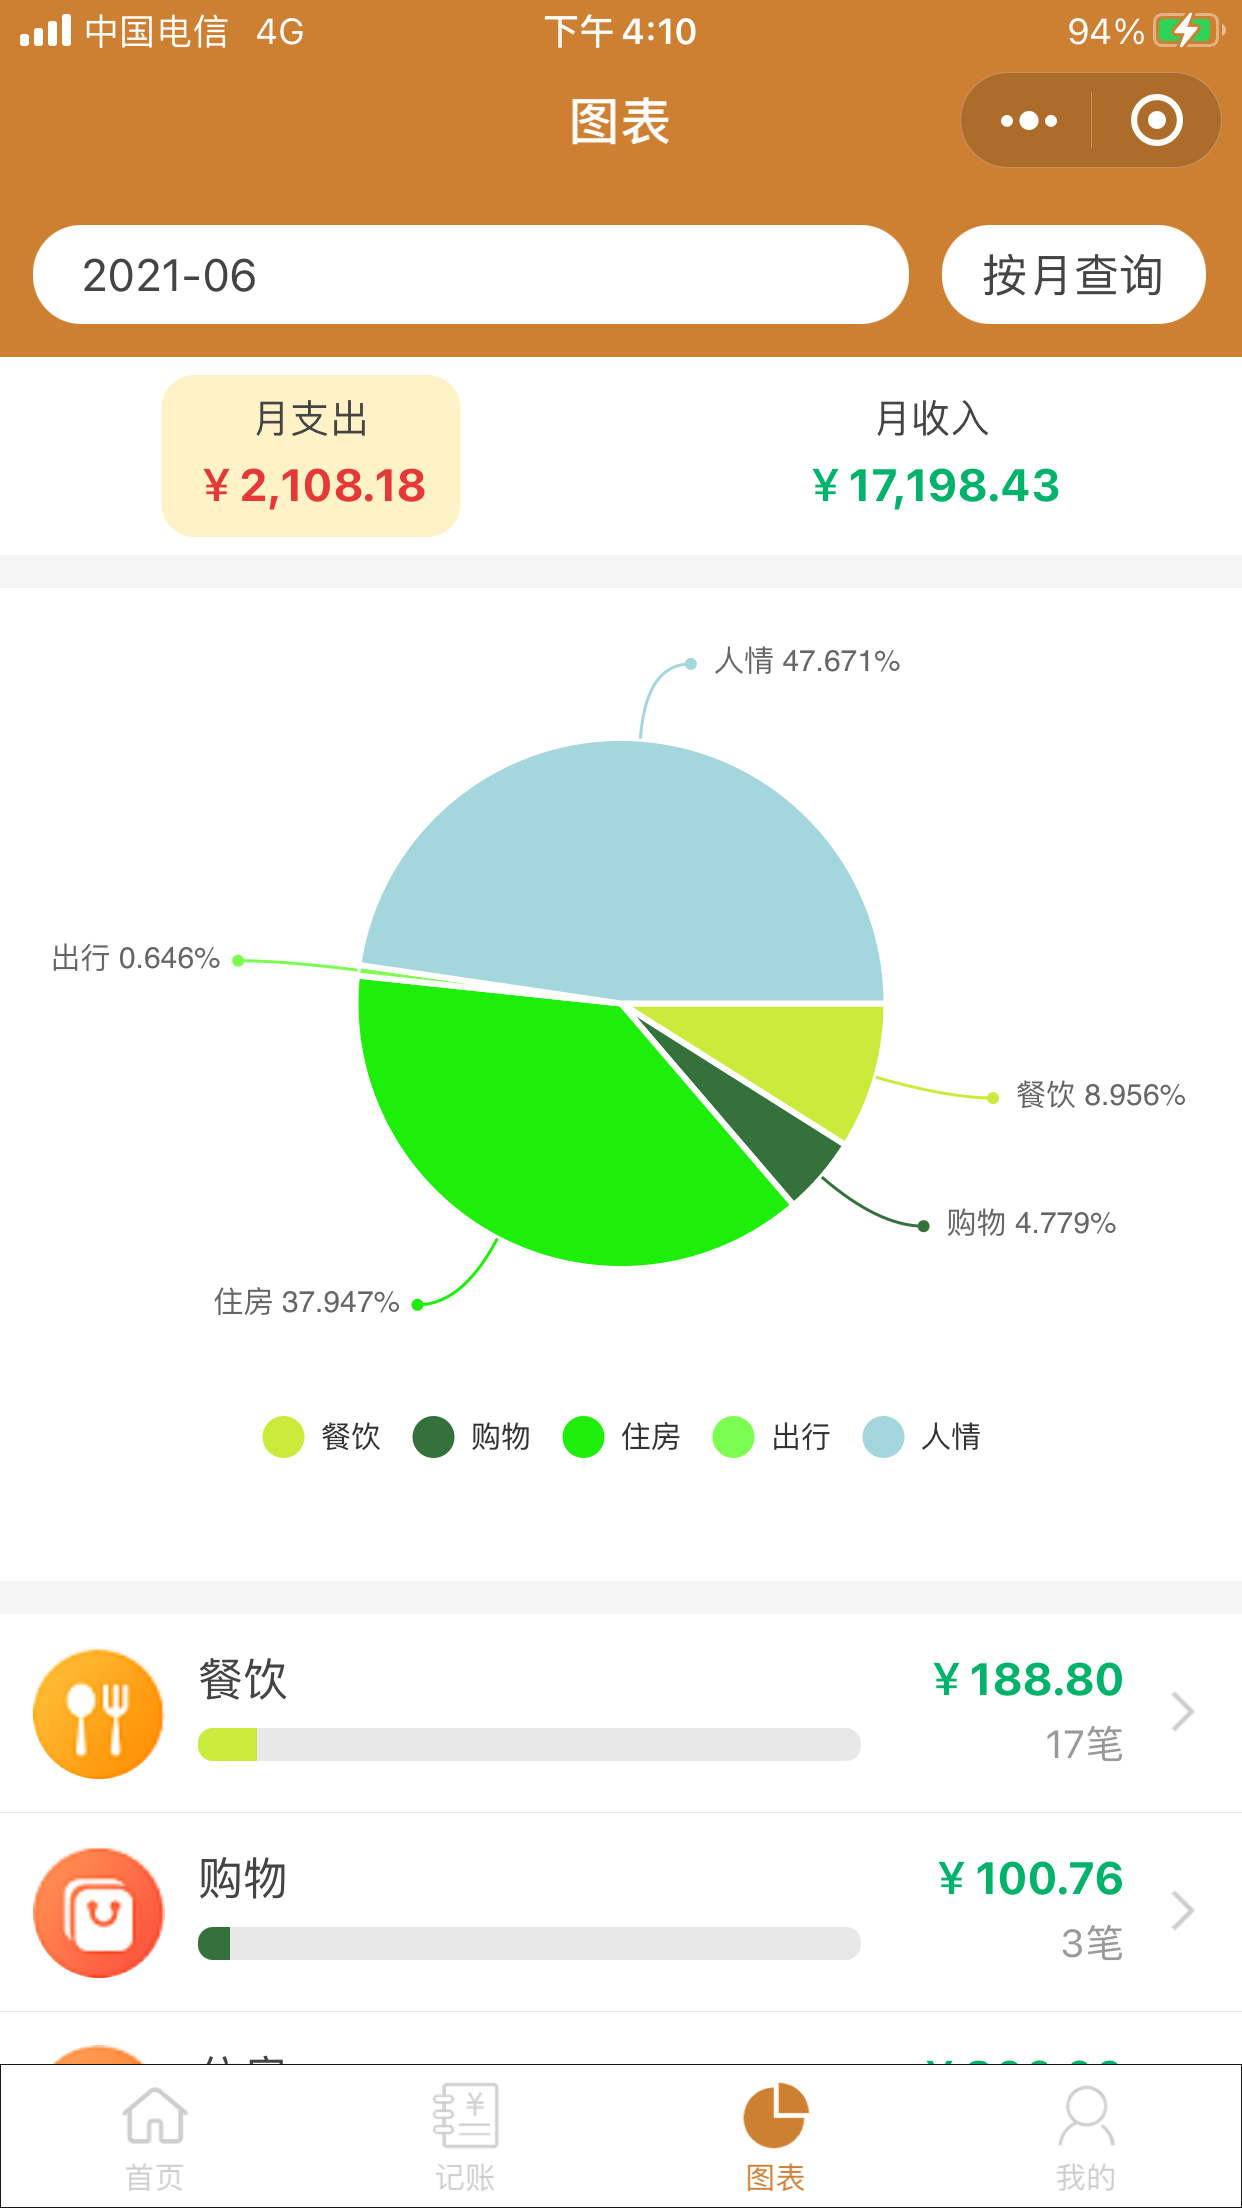 中国电信 4G 下午4:10 94%
图表
2021-06 按月查询
月支出 月收入
¥2,108.18 ¥17,198.43
人情 47.671%
出行 0.646%
餐饮 8.956%
购物 4.779%
住房 37.947%
餐饮 购物 住房 出行 人情
餐饮 ¥188.80
17笔
购物 ¥100.76
3笔
首页 记账 图表 我的